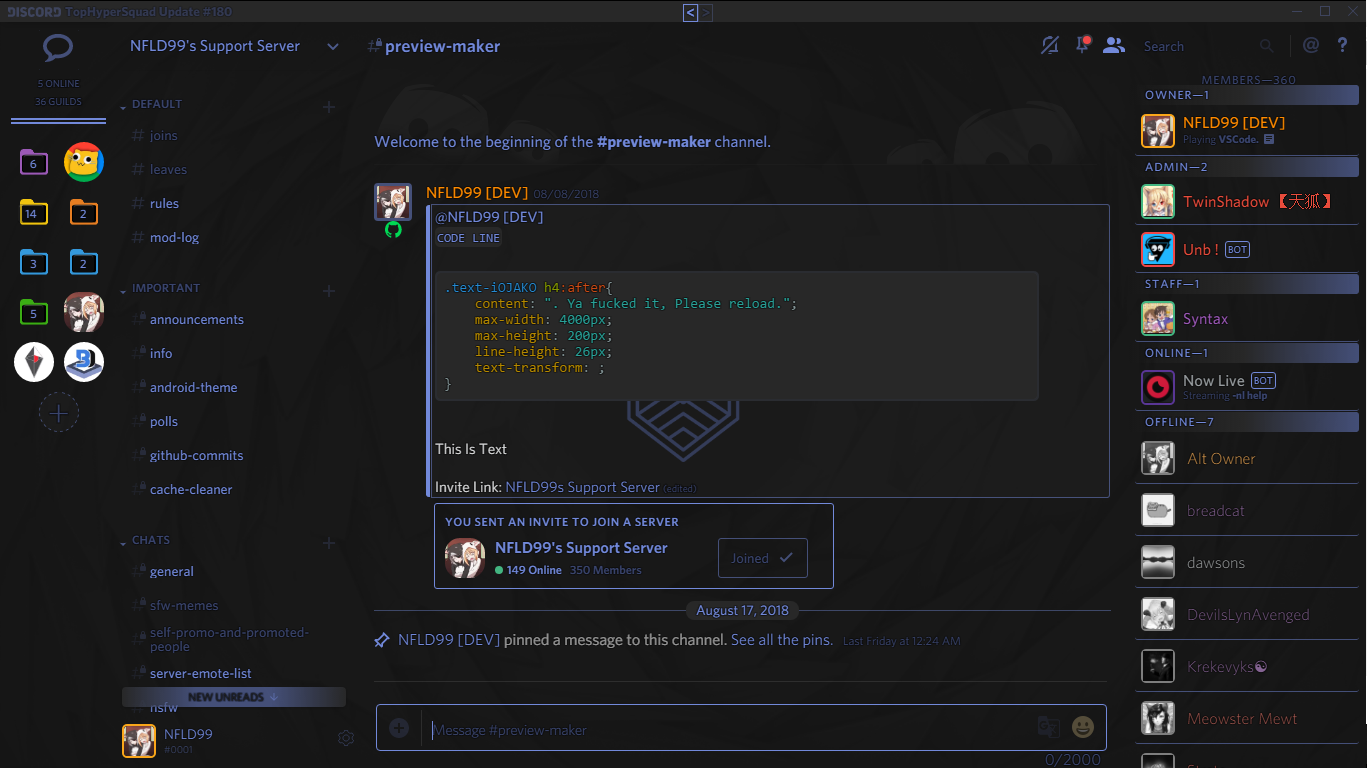 DISCORD TopHyperSquad Update #180
< >
5 ONLINE
36 GUILDS
6
14
2
3
2
5
NFLD99's Support Server
DEFAULT
# joins
# leaves
# rules
# mod-log
IMPORTANT
# announcements
# info
# android-theme
# polls
# github-commits
# cache-cleaner
CHATS
# general
# sfw-memes
# self-promo-and-promoted-
people
# server-emote-list
NEW UNREADS ↓
# nsfw
NFLD99
#0001
#preview-maker
Search
@ ?
Welcome to the beginning of the #preview-maker channel.
NFLD99 [DEV] 08/08/2018
@NFLD99 [DEV]
CODE LINE
.text-iOJAKO h4:after{
    content: ". Ya fucked it, Please reload.";
    max-width: 4000px;
    max-height: 200px;
    line-height: 26px;
    text-transform: ;
}
This Is Text
Invite Link: NFLD99s Support Server (edited)
YOU SENT AN INVITE TO JOIN A SERVER
NFLD99's Support Server
149 Online 350 Members
Joined
August 17, 2018
NFLD99 [DEV] pinned a message to this channel. See all the pins. Last Friday at 12:24 AM
Message #preview-maker
0/2000
MEMBERS—360
OWNER—1
NFLD99 [DEV]
Playing VSCode.
ADMIN—2
TwinShadow 【天狐】
Unb ! BOT
STAFF—1
Syntax
ONLINE—1
Now Live BOT
Streaming -nl help
OFFLINE—7
Alt Owner
breadcat
dawsons
DevilsLynAvenged
Krekevyks☯
Meowster Mewt